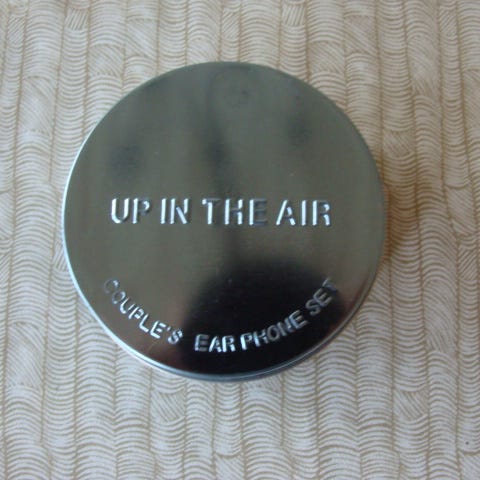 UP IN THE AIR
COUPLE'S EAR PHONE SET